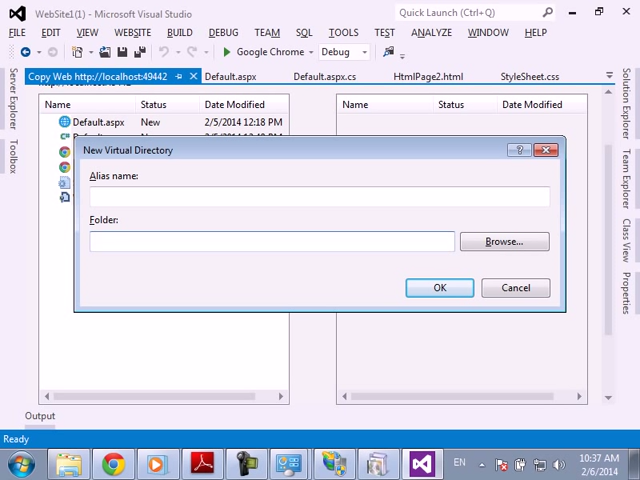 WebSite1(1) - Microsoft Visual Studio
Quick Launch (Ctrl+Q)
FILE EDIT VIEW WEBSITE BUILD DEBUG TEAM SQL TOOLS TEST ANALYZE WINDOW HELP
Google Chrome Debug
Copy Web http://localhost:49442 Default.aspx Default.aspx.cs HtmlPage2.html StyleSheet.css
Name Status Date Modified Name Status Date Modified
Default.aspx New 2/5/2014 12:18 PM
New Virtual Directory
Alias name:
Folder:
Browse...
OK Cancel
Server Explorer
Toolbox
Solution Explorer
Team Explorer
Class View
Properties
Output
Ready
EN
10:37 AM
2/6/2014